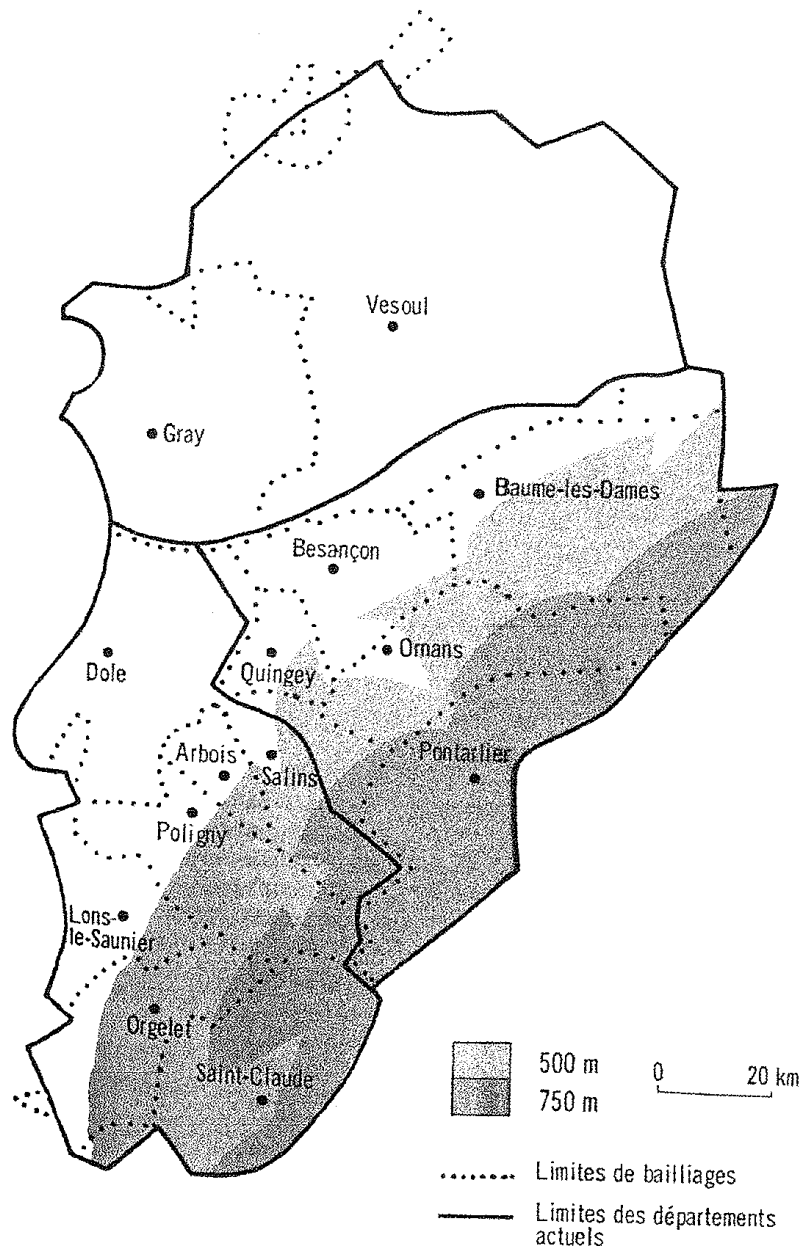 Vesoul
Gray
Baume-les-Dames
Besançon
Ornans
Dole
Quingey
Pontarlier
Arbois
Salins
Poligny
Lons-
le-Saunier
Orgelet
Saint-Claude
500 m
750 m
0 20 km
Limites de bailliages
Limites des départements
actuels